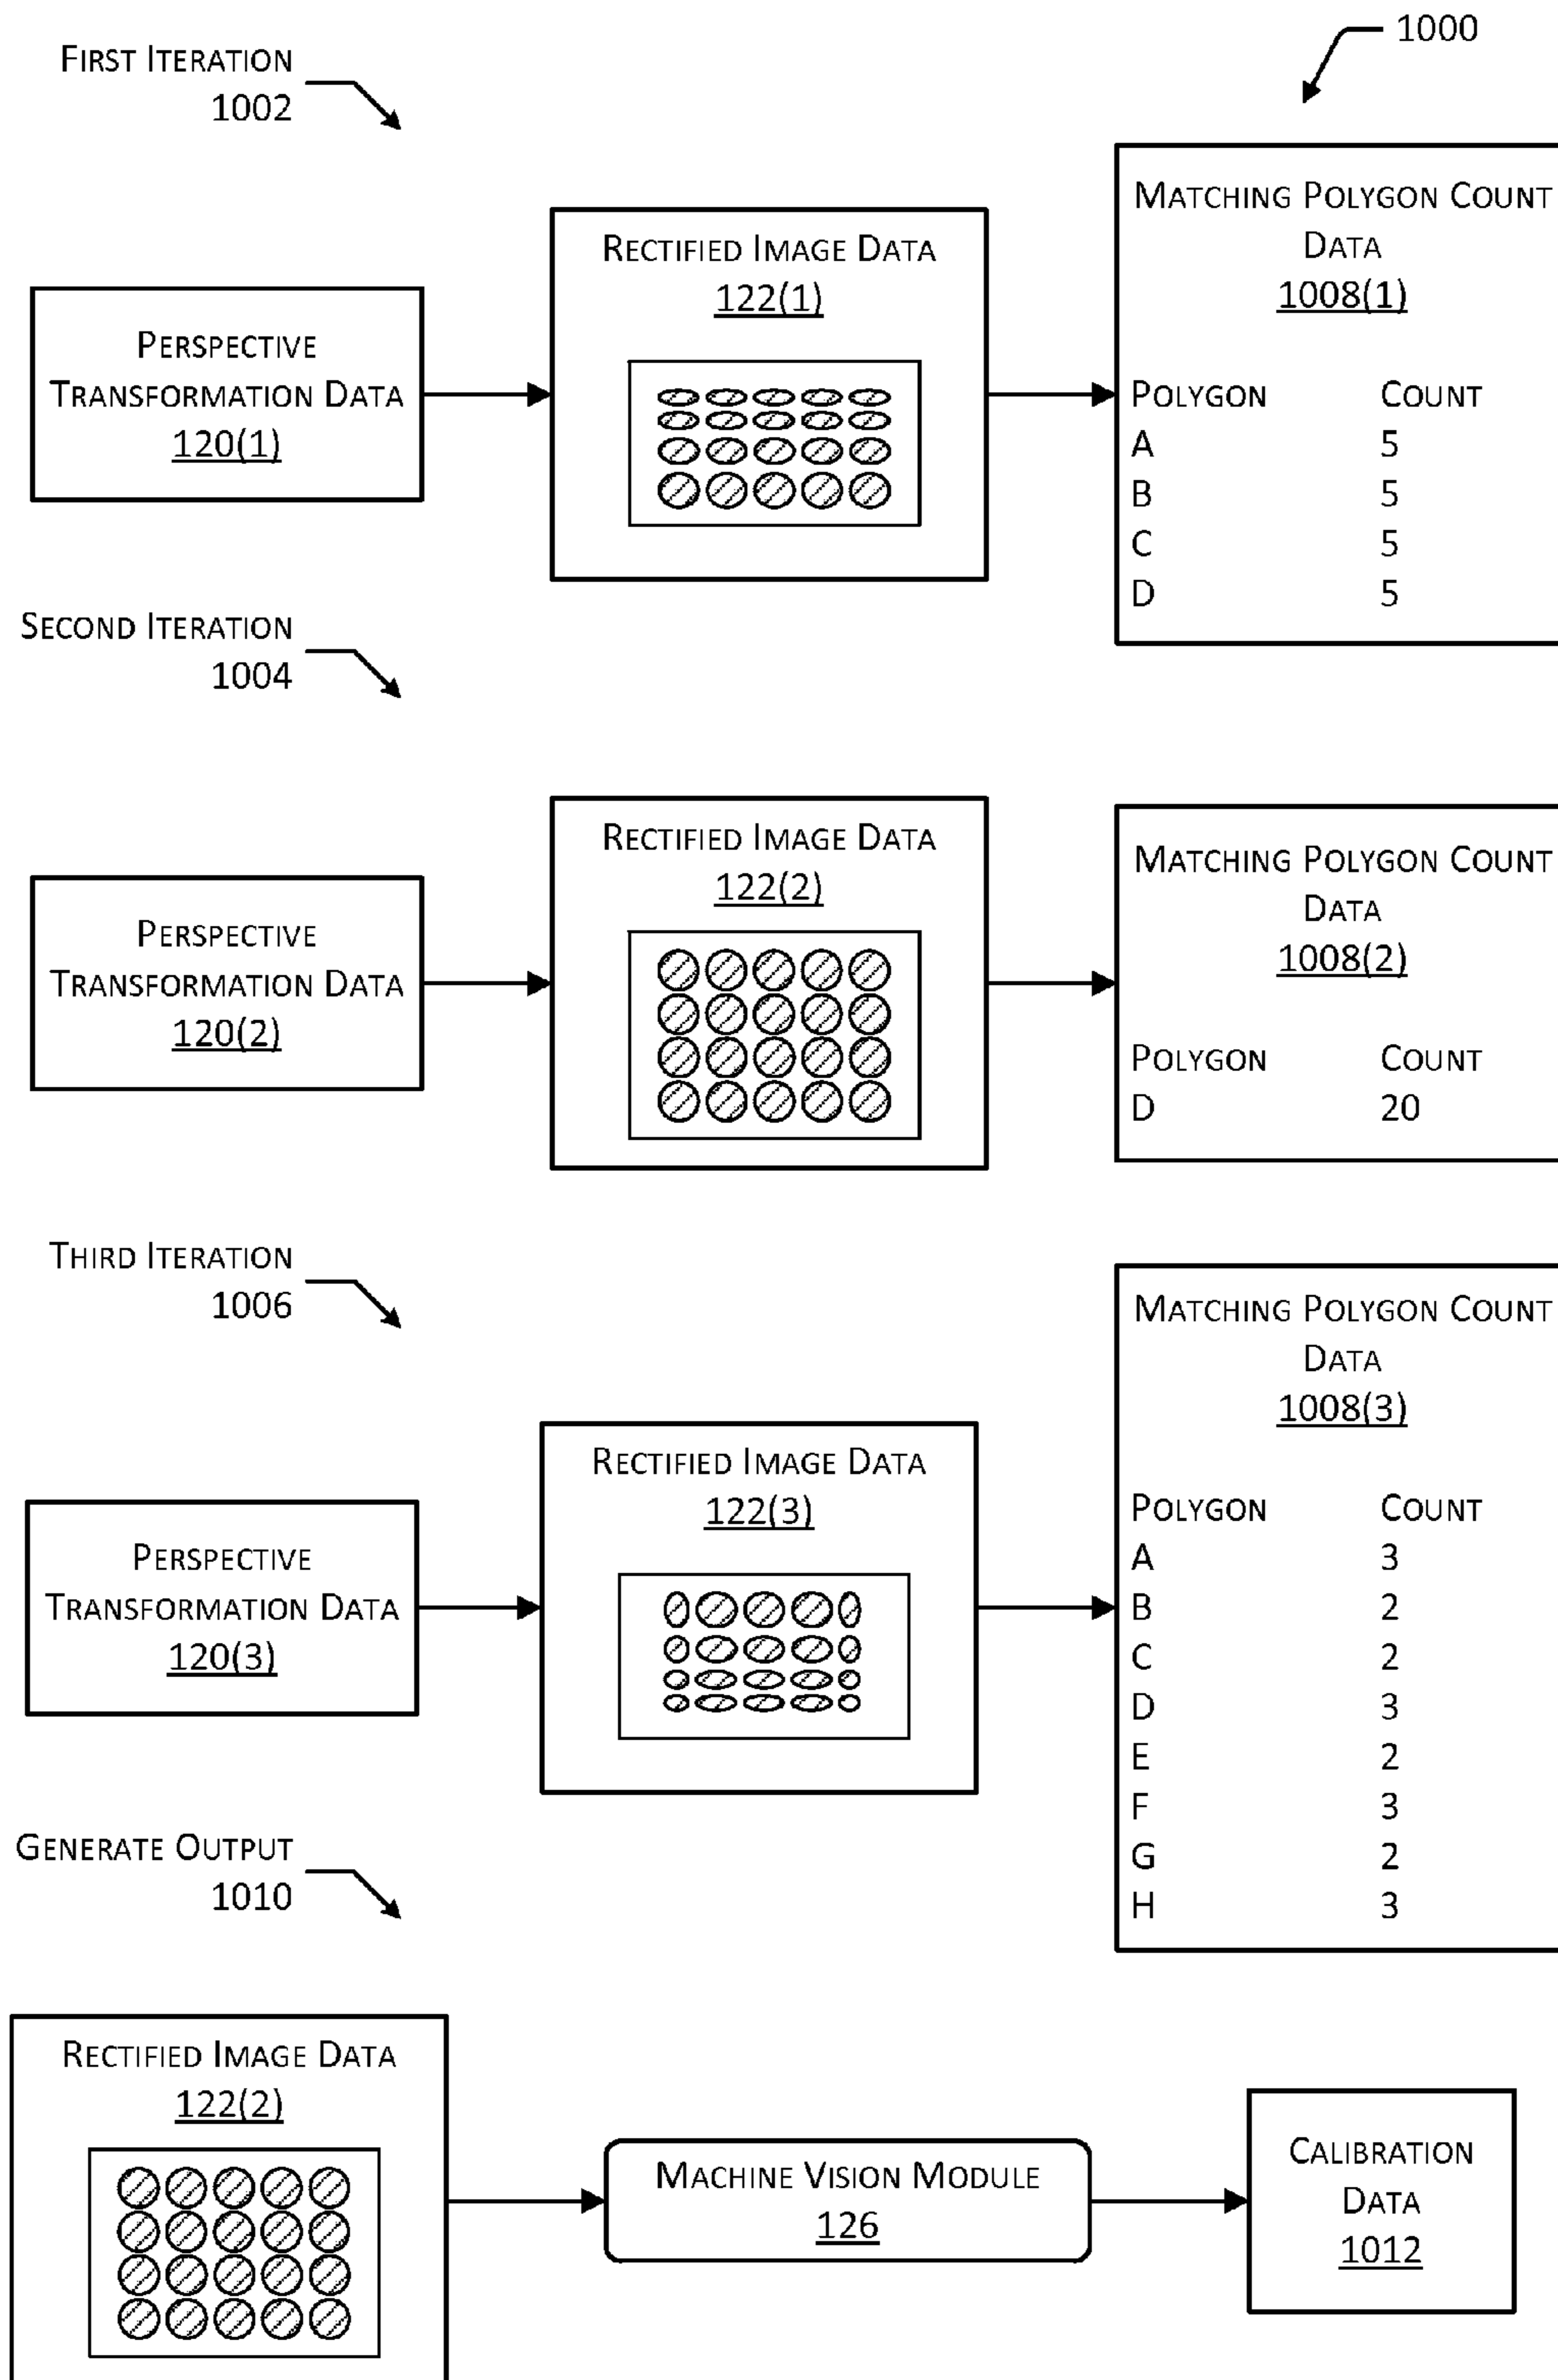 1000
First Iteration
1002
Perspective
Transformation Data
120(1)
Rectified Image Data
122(1)
Matching Polygon Count
Data
1008(1)
Polygon Count
A 5
B 5
C 5
D 5
Second Iteration
1004
Perspective
Transformation Data
120(2)
Rectified Image Data
122(2)
Matching Polygon Count
Data
1008(2)
Polygon Count
D 20
Third Iteration
1006
Perspective
Transformation Data
120(3)
Rectified Image Data
122(3)
Matching Polygon Count
Data
1008(3)
Polygon Count
A 3
B 2
C 2
D 3
E 2
F 3
G 2
H 3
Generate Output
1010
Rectified Image Data
122(2)
Machine Vision Module
126
Calibration
Data
1012